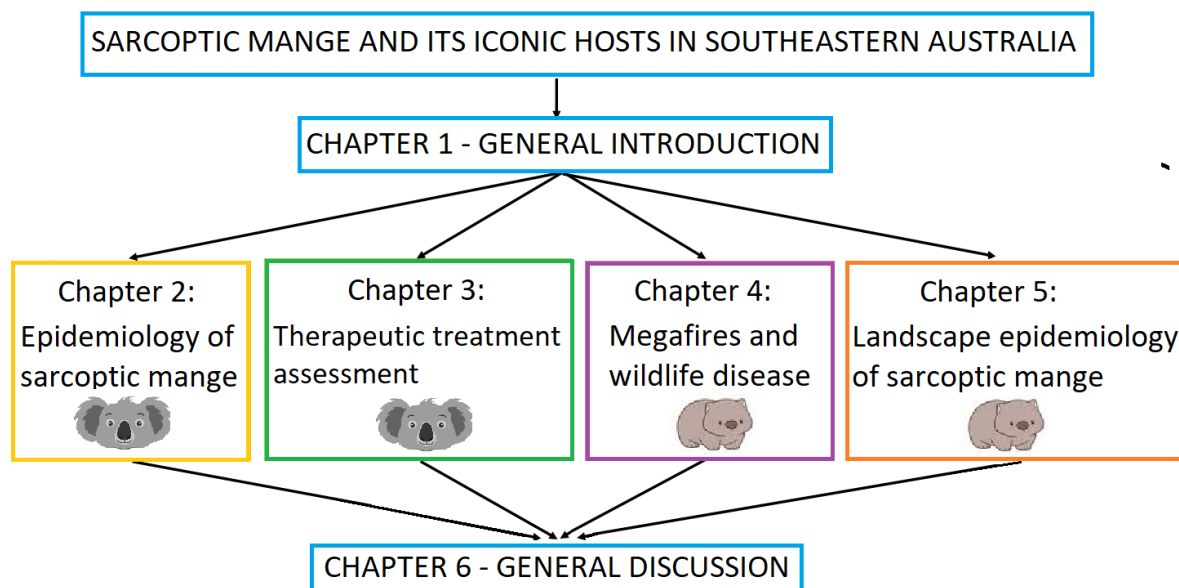 SARCOPTIC MANGE AND ITS ICONIC HOSTS IN SOUTHEASTERN AUSTRALIA
CHAPTER 1 - GENERAL INTRODUCTION
Chapter 2:
Epidemiology of
sarcoptic mange
Chapter 3:
Therapeutic treatment
assessment
Chapter 4:
Megafires and
wildlife disease
Chapter 5:
Landscape epidemiology
of sarcoptic mange
CHAPTER 6 - GENERAL DISCUSSION